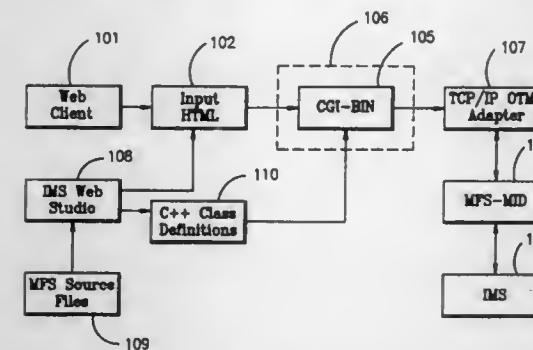 101
102
106
105
107
Web
Client
Input
HTML
CGI-BIN
TCP/IP OTM
Adapter
108
110
IMS Web
Studio
C++ Class
Definitions
MFS-MID
MFS Source
Files
IMS
109